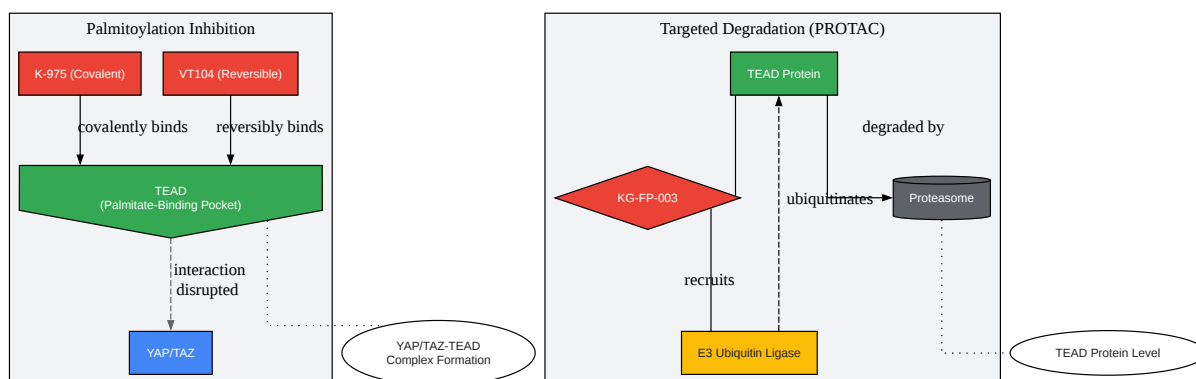 Palmitoylation Inhibition
K-975 (Covalent)
VT104 (Reversible)
covalently binds
reversibly binds
TEAD
(Palmitate-Binding Pocket)
interaction
disrupted
YAP/TAZ
YAP/TAZ-TEAD
Complex Formation
Targeted Degradation (PROTAC)
TEAD Protein
degraded by
KG-FP-003
ubiquitinates
Proteasome
recruits
E3 Ubiquitin Ligase
TEAD Protein Level